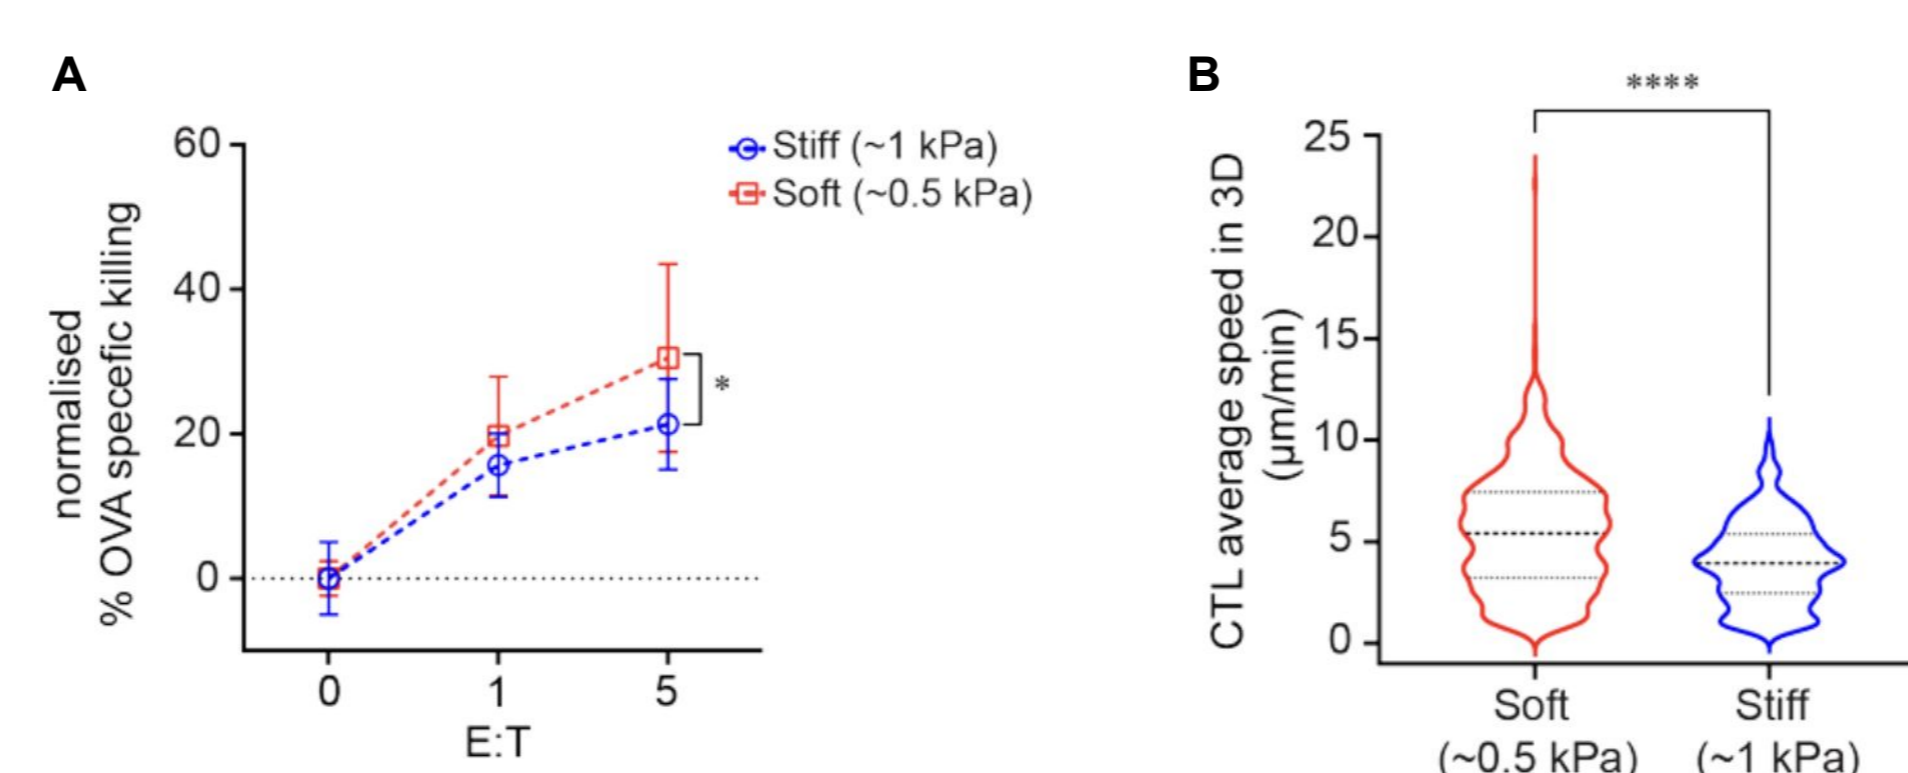 A
normalised
% OVA specefic killing
60
40
20
0
0
1
5
E:T
Stiff (~1 kPa)
Soft (~0.5 kPa)
*
B
CTL average speed in 3D
(μm/min)
25
20
15
10
5
0
****
Soft
(~0.5 kPa)
Stiff
(~1 kPa)